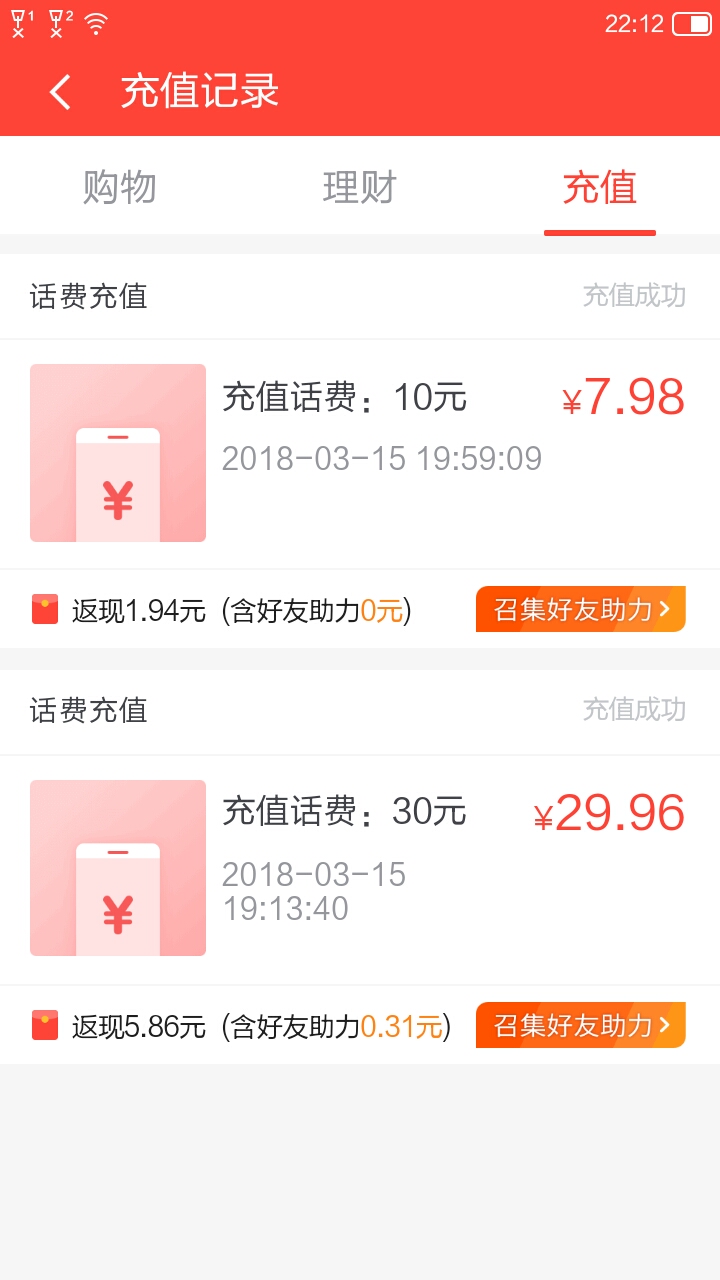 1 2 22:12
充值记录
购物 理财 充值
话费充值 充值成功
充值话费：10元 ¥7.98
2018-03-15 19:59:09
¥
返现1.94元 (含好友助力0元) 召集好友助力
话费充值 充值成功
充值话费：30元 ¥29.96
2018-03-15
19:13:40
¥
返现5.86元 (含好友助力0.31元) 召集好友助力